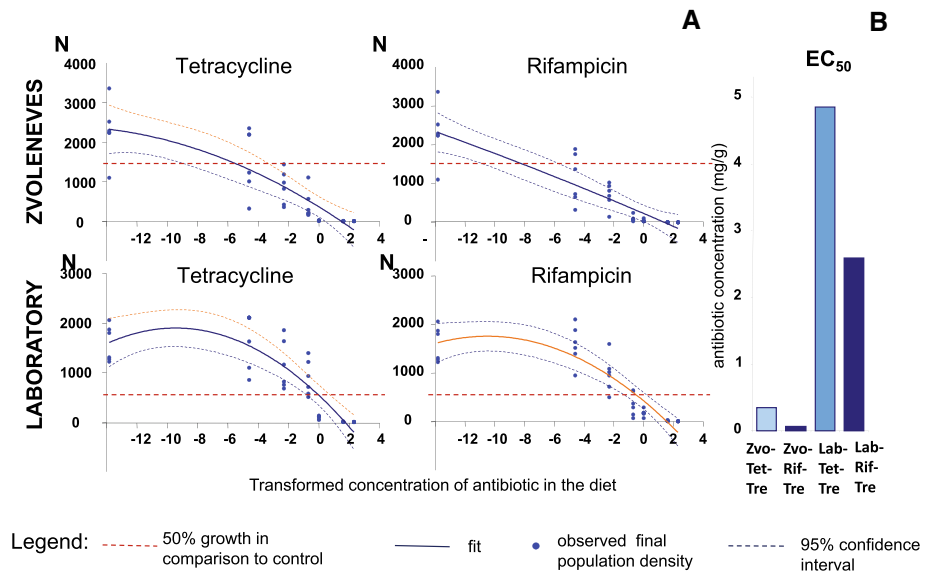 A
B
N
N
Tetracycline
Rifampicin
EC50
ZVOLENEVES
4000
3000
2000
1000
0
-12 -10 -8 -6 -4 -2 0 2 4
4000
3000
2000
1000
0
- -12 -10 -8 -6 -4 -2 0 2 4
N
N
Tetracycline
Rifampicin
LABORATORY
3000
2000
1000
0
-12 -10 -8 -6 -4 -2 0 2 4
3000
2000
1000
0
-12 -10 -8 -6 -4 -2 0 2 4
Transformed concentration of antibiotic in the diet
antibiotic concentration (mg/g)
5
4
3
2
1
0
Zvo-
Tet-
Tre
Zvo-
Rif-
Tre
Lab-
Tet-
Tre
Lab-
Rif-
Tre
Legend:
50% growth in
comparison to control
fit
observed final
population density
95% confidence
interval